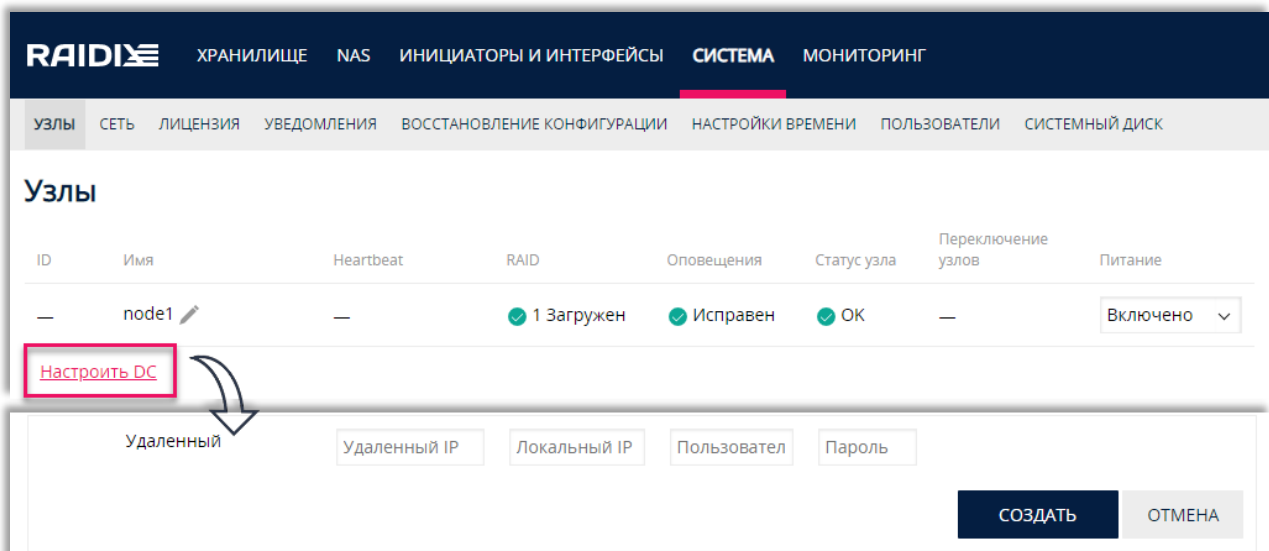 RAIDIX ХРАНИЛИЩЕ NAS ИНИЦИАТОРЫ И ИНТЕРФЕЙСЫ СИСТЕМА МОНИТОРИНГ
УЗЛЫ СЕТЬ ЛИЦЕНЗИЯ УВЕДОМЛЕНИЯ ВОССТАНОВЛЕНИЕ КОНФИГУРАЦИИ НАСТРОЙКИ ВРЕМЕНИ ПОЛЬЗОВАТЕЛИ СИСТЕМНЫЙ ДИСК
Узлы
ID Имя Heartbeat RAID Оповещения Статус узла Переключение узлов Питание
— node1 — 1 Загружен Исправен OK — Включено
Настроить DC
Удаленный Удаленный IP Локальный IP Пользовател Пароль
СОЗДАТЬ ОТМЕНА